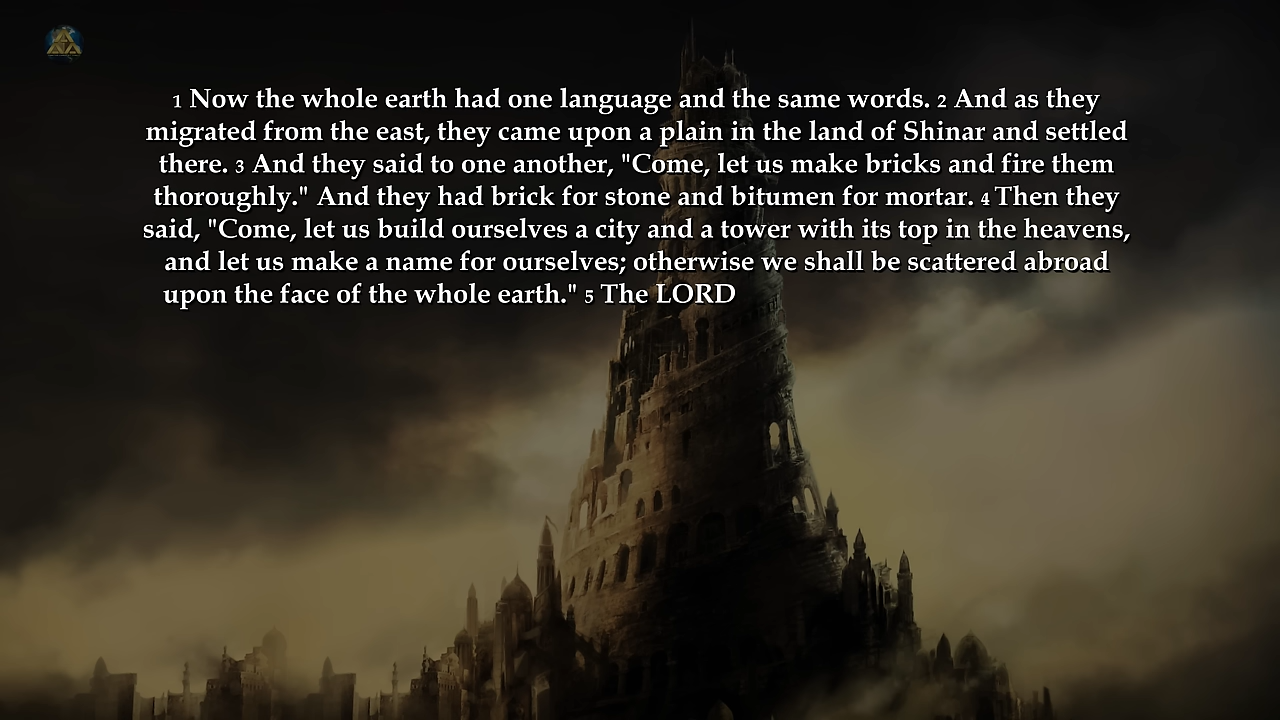 1 Now the whole earth had one language and the same words. 2 And as they
migrated from the east, they came upon a plain in the land of Shinar and settled
there. 3 And they said to one another, "Come, let us make bricks and fire them
thoroughly." And they had brick for stone and bitumen for mortar. 4 Then they
said, "Come, let us build ourselves a city and a tower with its top in the heavens,
and let us make a name for ourselves; otherwise we shall be scattered abroad
upon the face of the whole earth." 5 The LORD